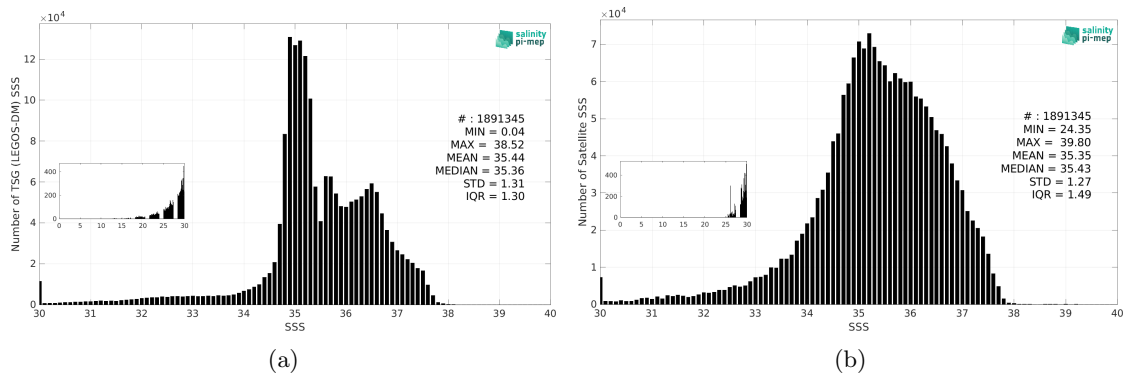 ×10⁴
salinity
pi-mep
12
10
8
6
4
2
0
Number of TSG (LEGOS-DM) SSS
# : 1891345
MIN = 0.04
MAX = 38.52
MEAN = 35.44
MEDIAN = 35.36
STD = 1.31
IQR = 1.30
400
200
0
0 5 10 15 20 25 30
30 31 32 33 34 35 36 37 38 39 40
SSS
(a)
×10⁴
salinity
pi-mep
7
6
5
4
3
2
1
0
Number of Satellite SSS
# : 1891345
MIN = 24.35
MAX = 39.80
MEAN = 35.35
MEDIAN = 35.43
STD = 1.27
IQR = 1.49
400
200
0
0 5 10 15 20 25 30
30 31 32 33 34 35 36 37 38 39 40
SSS
(b)